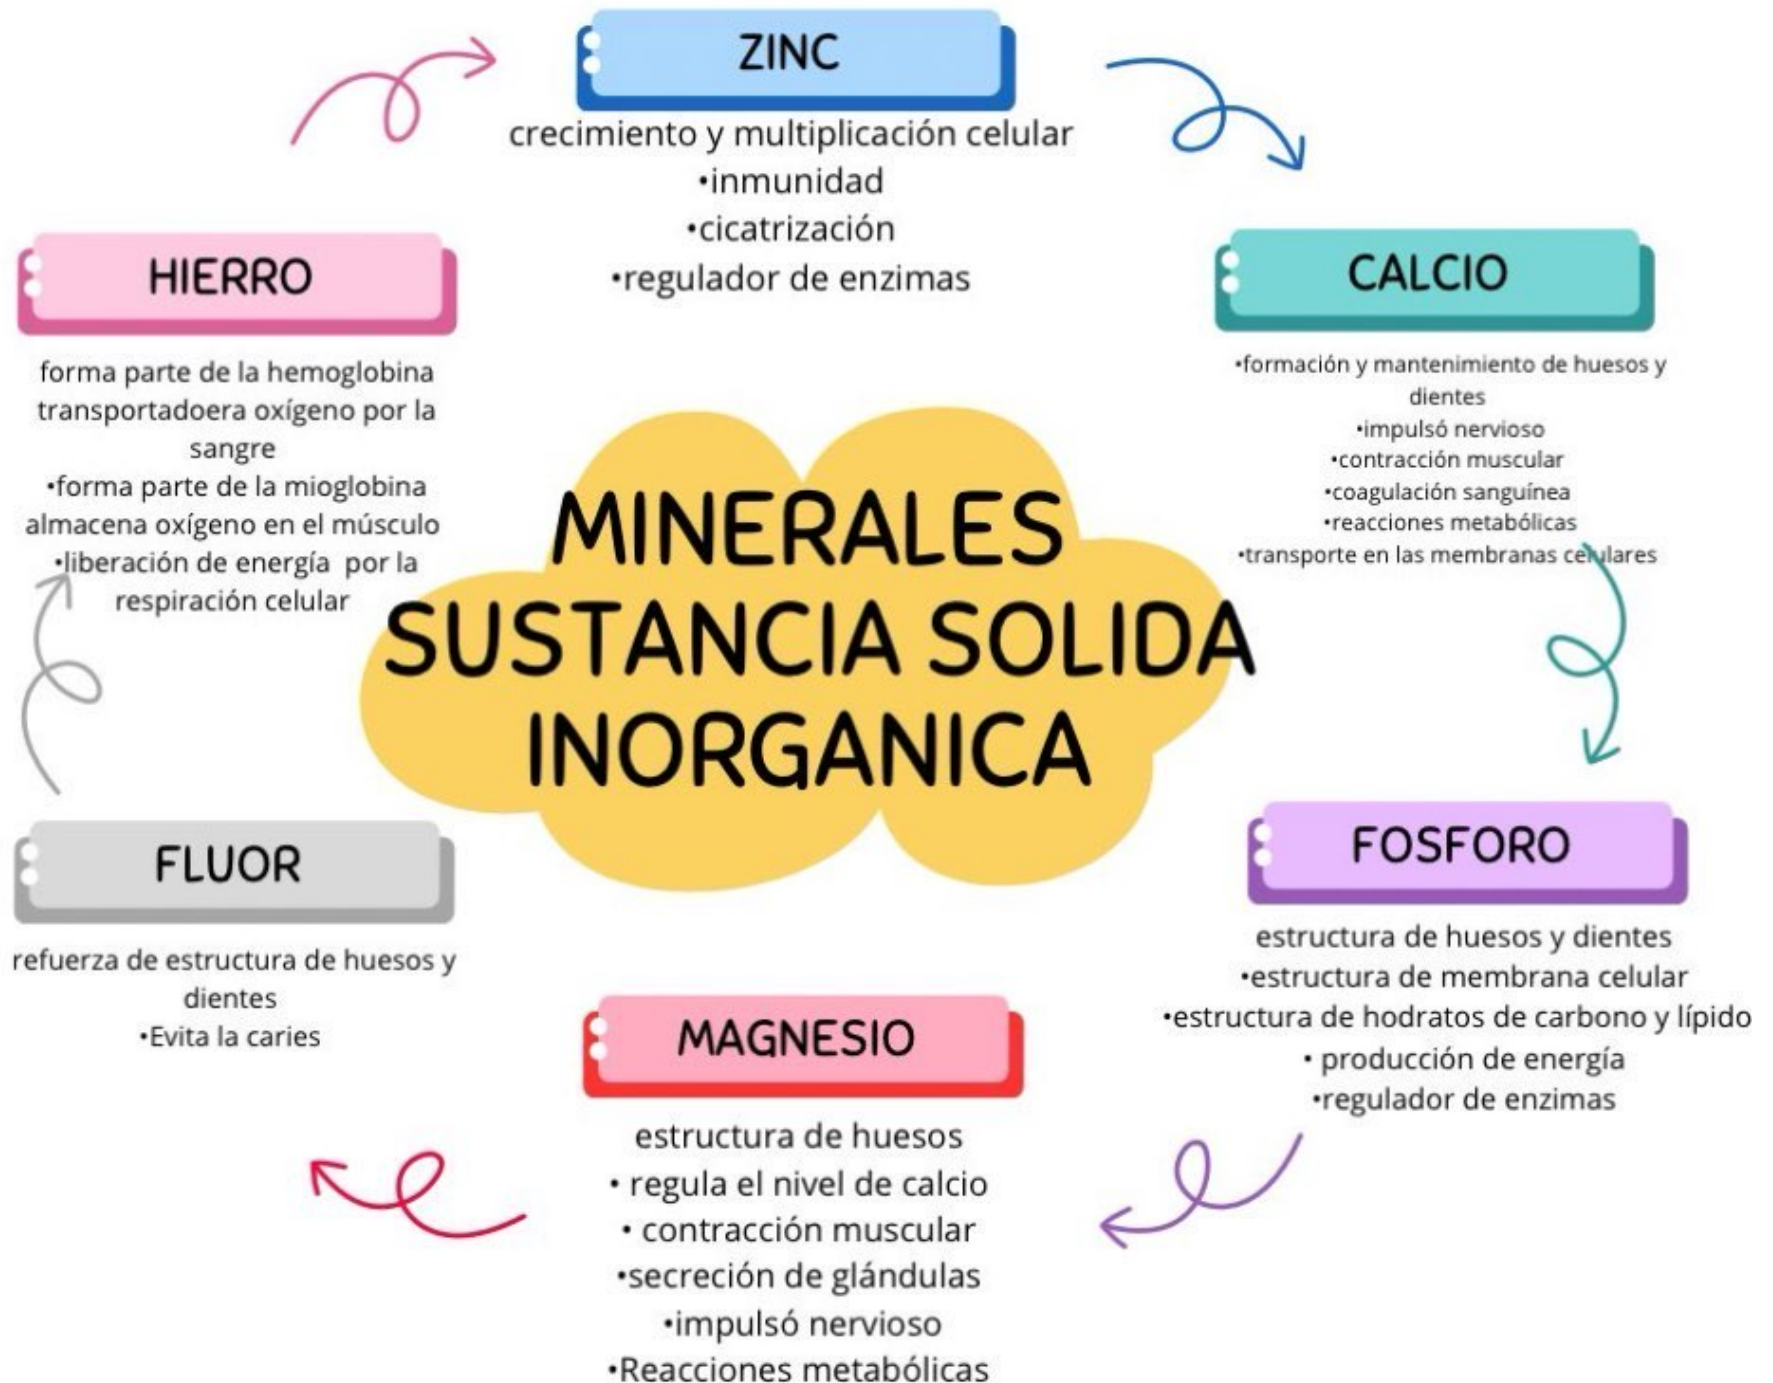 ZINC
crecimiento y multiplicación celular
•inmunidad
•cicatrización
•regulador de enzimas
CALCIO
•formación y mantenimiento de huesos y
dientes
•impulsó nervioso
•contracción muscular
•coagulación sanguínea
•reacciones metabólicas
•transporte en las membranas celulares
HIERRO
forma parte de la hemoglobina
transportadoera oxígeno por la
sangre
•forma parte de la mioglobina
almacena oxígeno en el músculo
•liberación de energía por la
respiración celular
MINERALES
SUSTANCIA SOLIDA
INORGANICA
FOSFORO
estructura de huesos y dientes
•estructura de membrana celular
•estructura de hodratos de carbono y lípido
• producción de energía
•regulador de enzimas
FLUOR
refuerza de estructura de huesos y
dientes
•Evita la caries
MAGNESIO
estructura de huesos
• regula el nivel de calcio
• contracción muscular
•secreción de glándulas
•impulsó nervioso
•Reacciones metabólicas